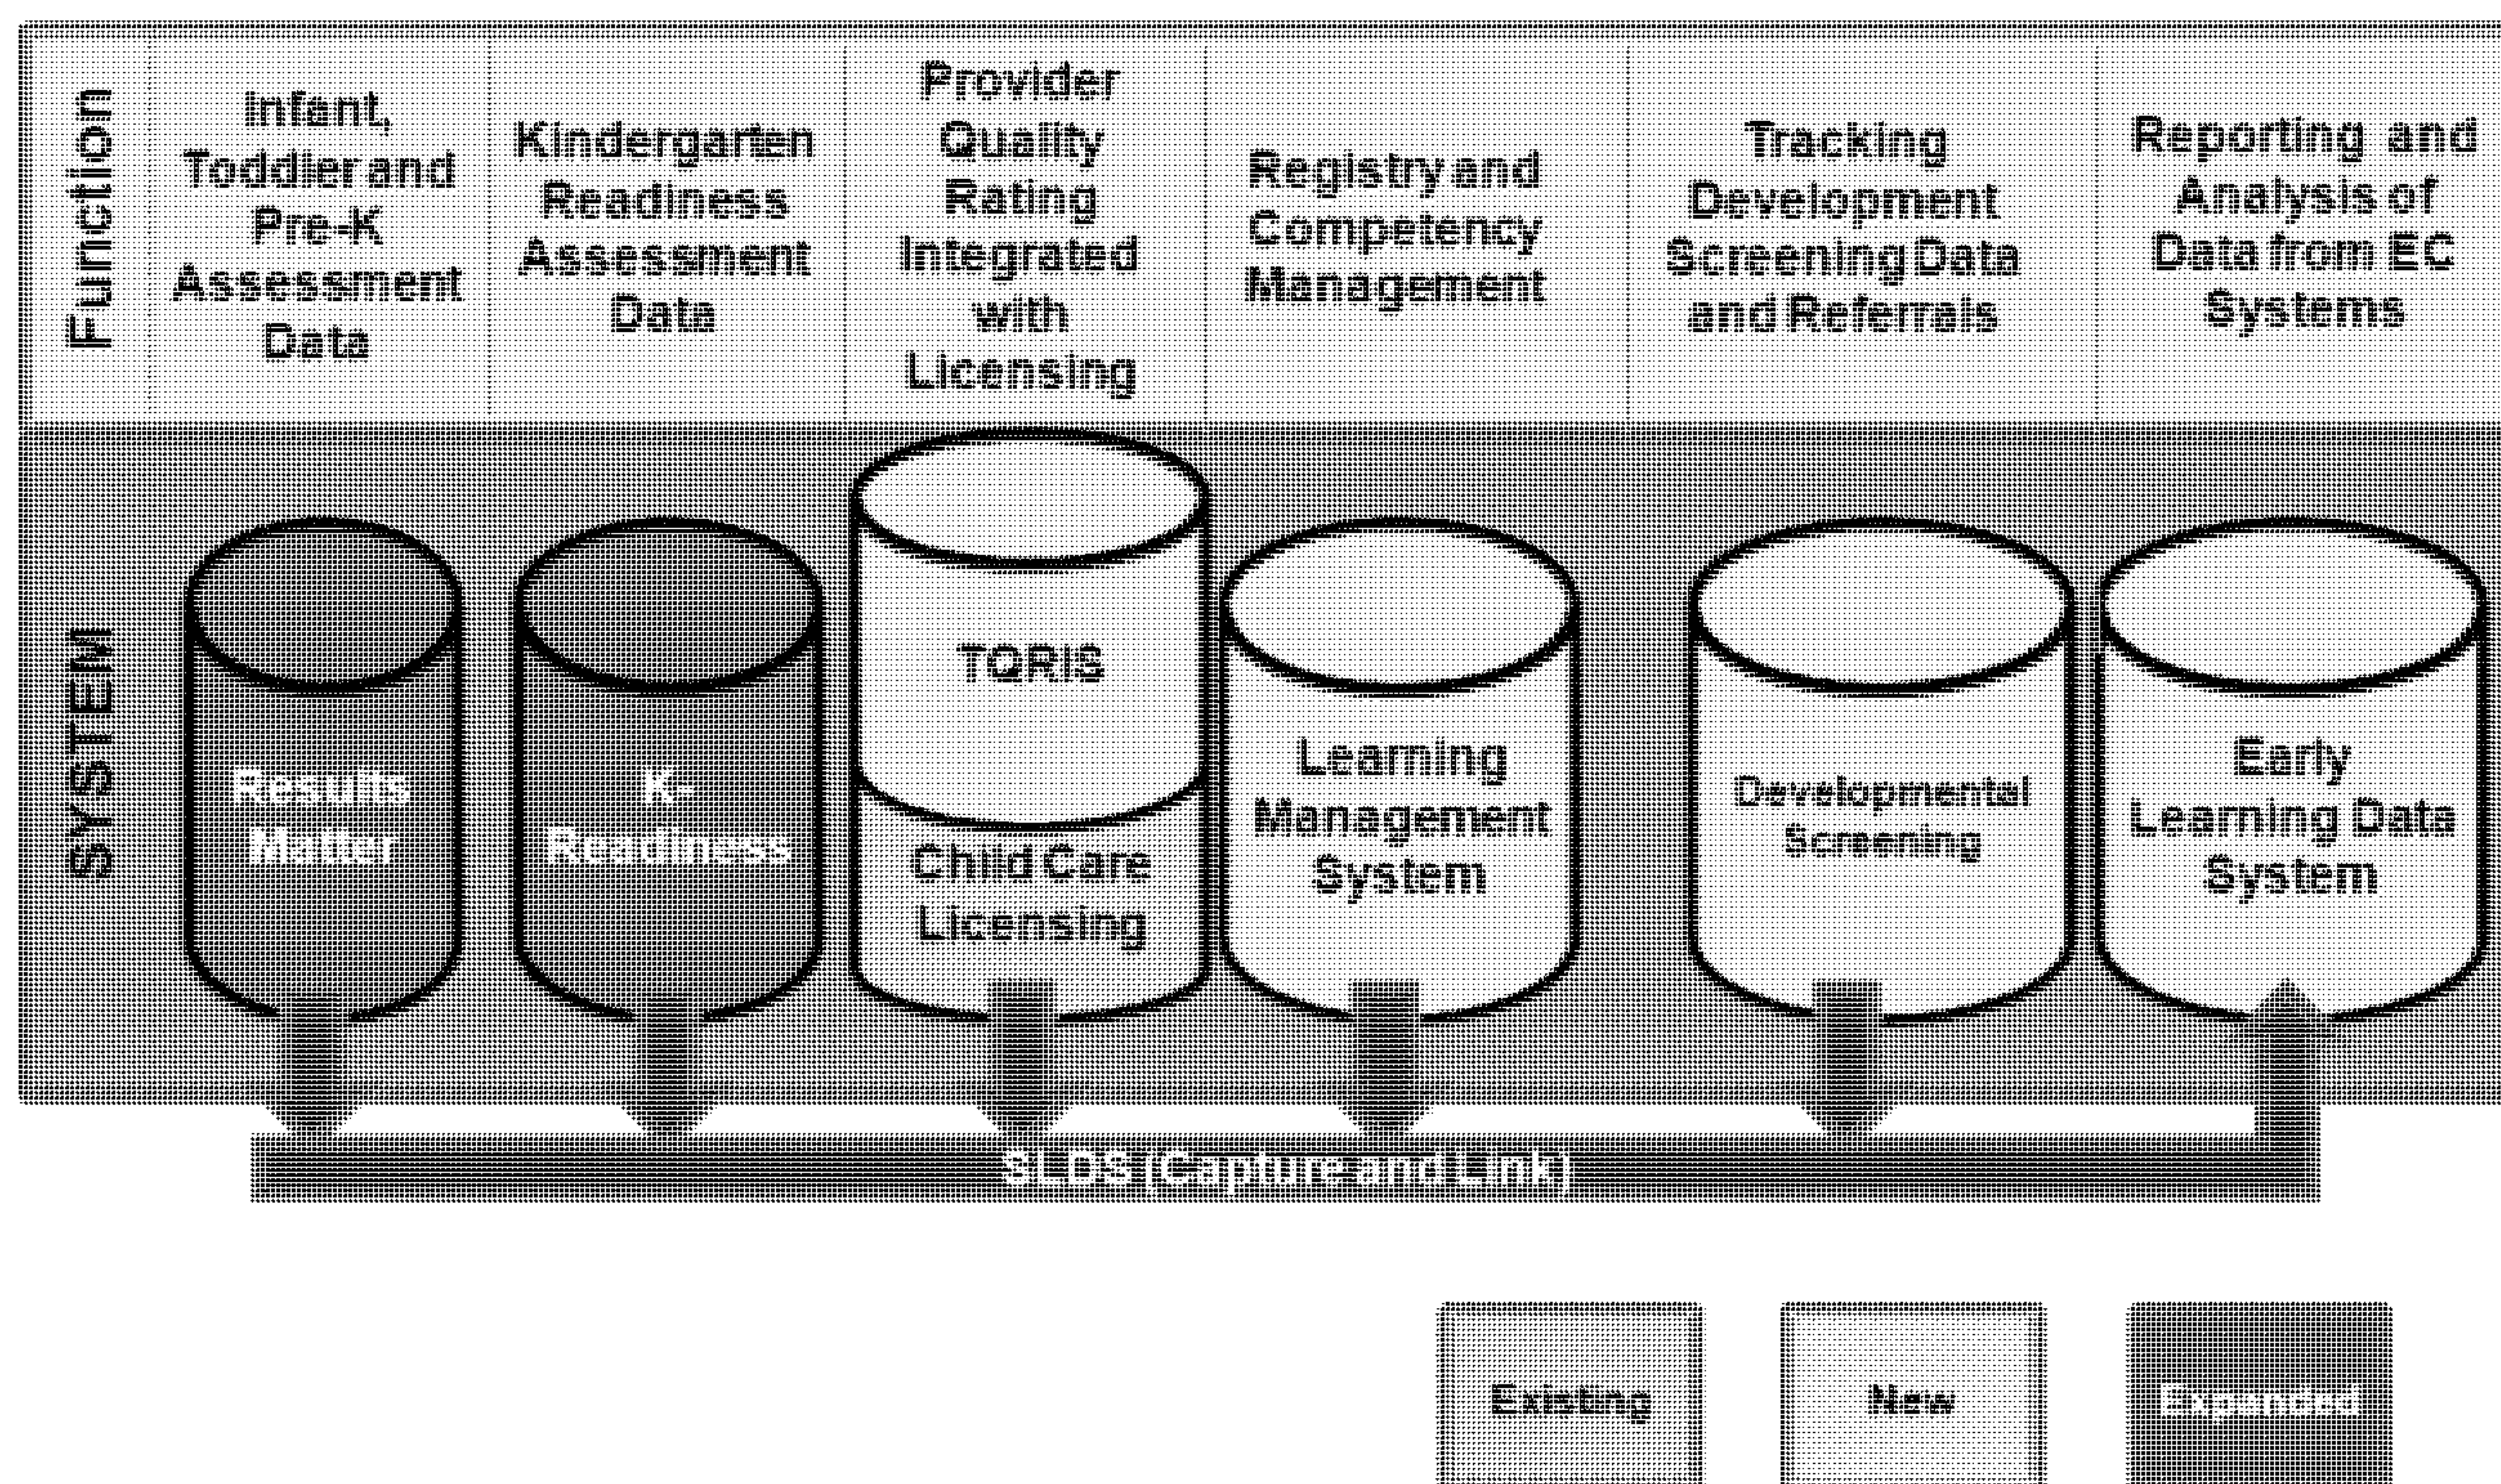 Function
Infant,
Toddler and
Pre-K
Assessment
Data
Kindergarten
Readiness
Assessment
Data
Provider
Quality
Rating
Integrated
with
Licensing
Registry and
Competency
Management
Tracking
Development
Screening Data
and Referrals
Reporting and
Analysis of
Data from EC
Systems
SYSTEM
Results
Matter
K-
Readiness
TQRIS
Child Care
Licensing
Learning
Management
System
Developmental
Screening
Early
Learning Data
System
SLDS (Capture and Link)
Existing
New
Expanded